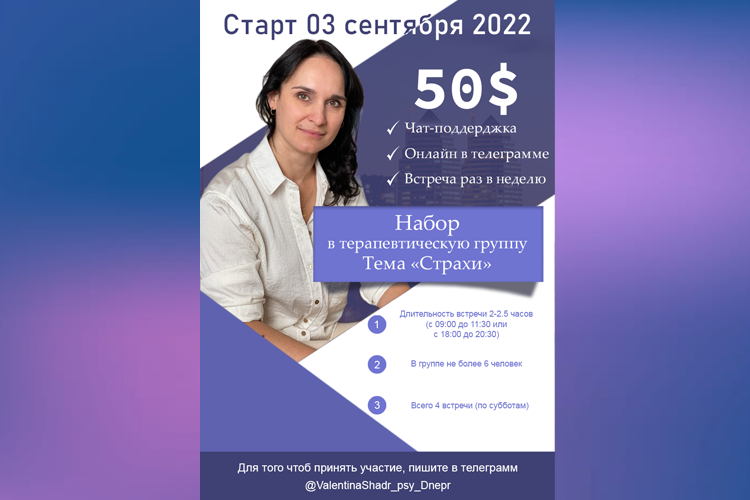 Старт 03 сентября 2022
50$
Чат-поддерджка
Онлайн в телеграмме
Встреча раз в неделю
Набор
в терапевтическую группу
Тема «Страхи»
1
Длительность встречи 2-2.5 часов
(с 09:00 до 11:30 или
с 18:00 до 20:30)
2
В группе не более 6 человек
3
Всего 4 встречи (по субботам)
Для того чтоб принять участие, пишите в телеграмм
@ValentinaShadr_psy_Dnepr